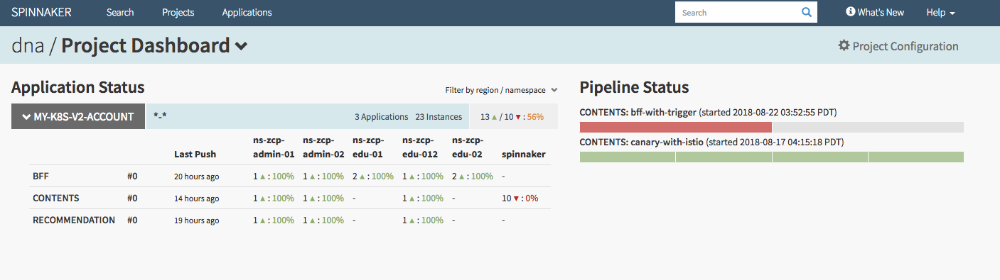 SPINNAKER Search Projects Applications Search What's New Help
dna / Project Dashboard Project Configuration
Application Status Filter by region / namespace
MY-K8S-V2-ACCOUNT *-* 3 Applications 23 Instances 13 ▲ / 10 ▼ : 56%
Last Push ns-zcp-admin-01 ns-zcp-admin-02 ns-zcp-edu-01 ns-zcp-edu-012 ns-zcp-edu-02 spinnaker
BFF #0 20 hours ago 1 ▲ : 100% 1 ▲ : 100% 2 ▲ : 100% 1 ▲ : 100% 2 ▲ : 100% -
CONTENTS #0 14 hours ago 1 ▲ : 100% 1 ▲ : 100% - 1 ▲ : 100% - 10 ▼ : 0%
RECOMMENDATION #0 19 hours ago 1 ▲ : 100% 1 ▲ : 100% - 1 ▲ : 100% - -
Pipeline Status
CONTENTS: bff-with-trigger (started 2018-08-22 03:52:55 PDT)
CONTENTS: canary-with-istio (started 2018-08-17 04:15:18 PDT)